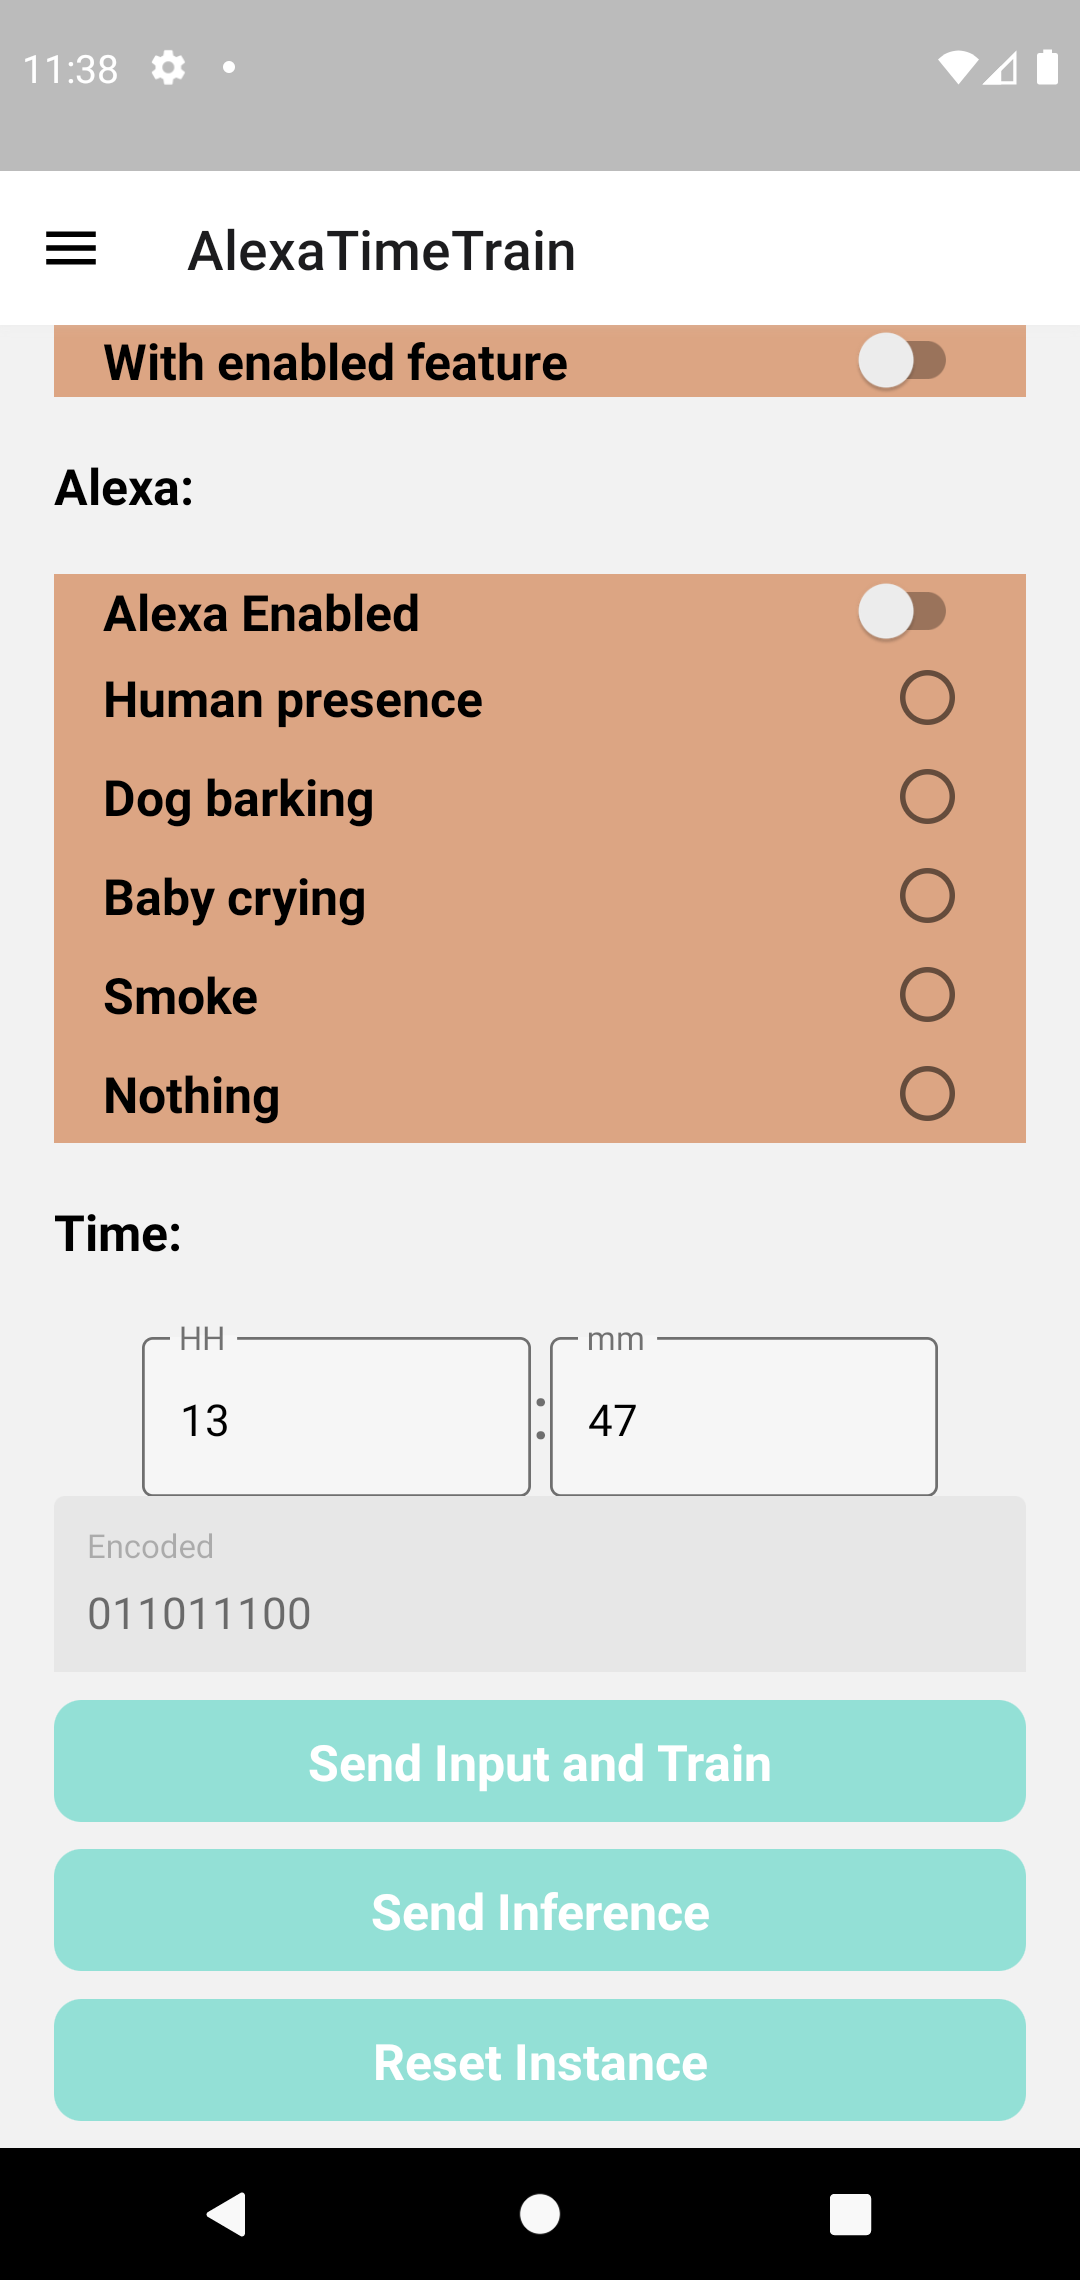 11:38
AlexaTimeTrain
With enabled feature
Alexa:
Alexa Enabled
Human presence
Dog barking
Baby crying
Smoke
Nothing
Time:
HH mm
13 : 47
Encoded
011011100
Send Input and Train
Send Inference
Reset Instance